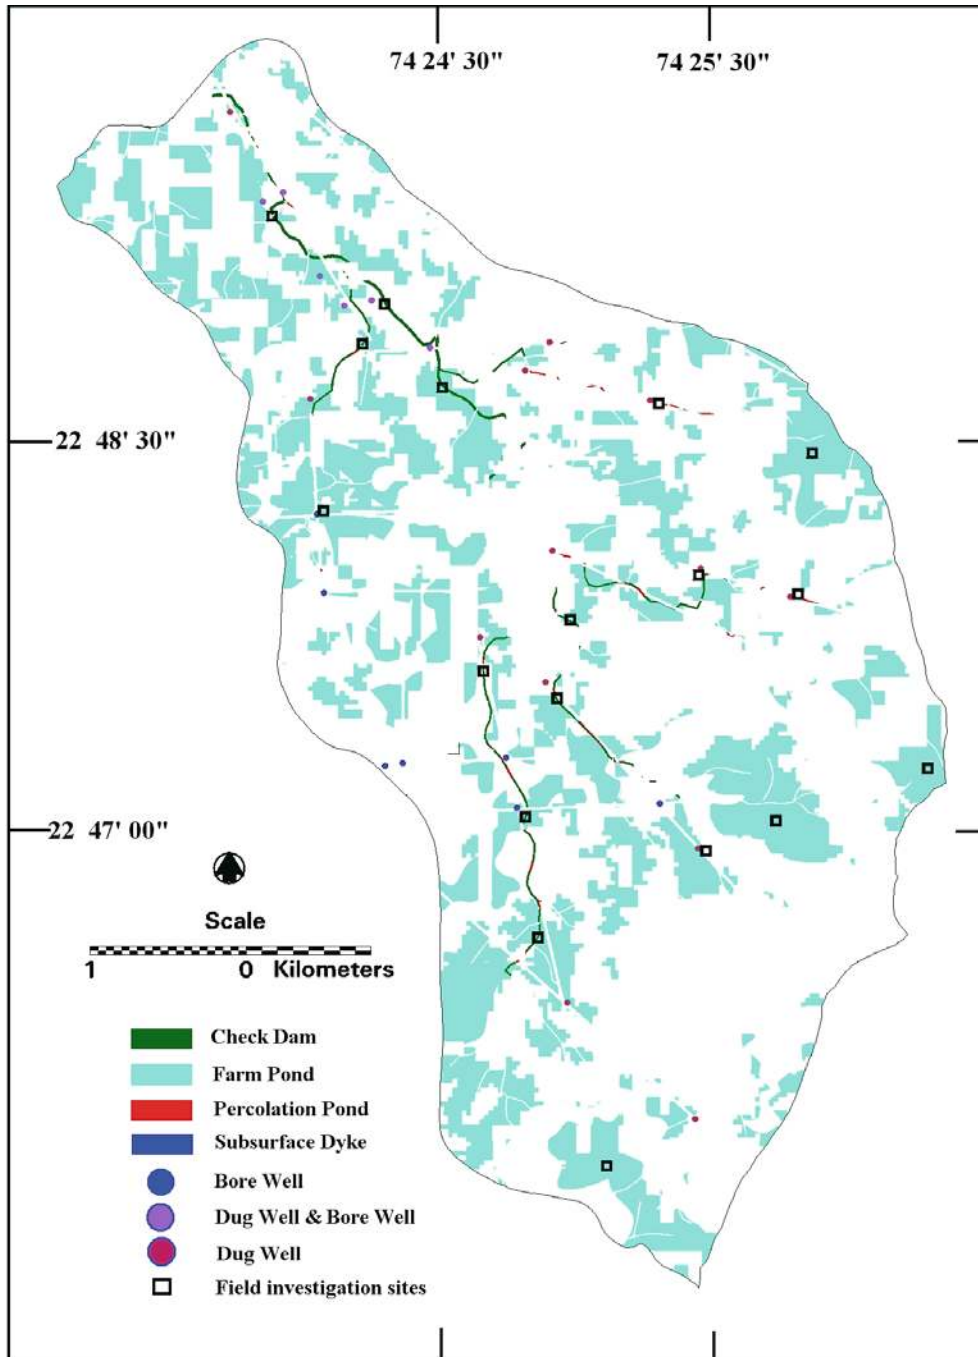 74 24' 30"
74 25' 30"
22 48' 30"
22 47' 00"
Scale
1 0 Kilometers
Check Dam
Farm Pond
Percolation Pond
Subsurface Dyke
Bore Well
Dug Well & Bore Well
Dug Well
Field investigation sites